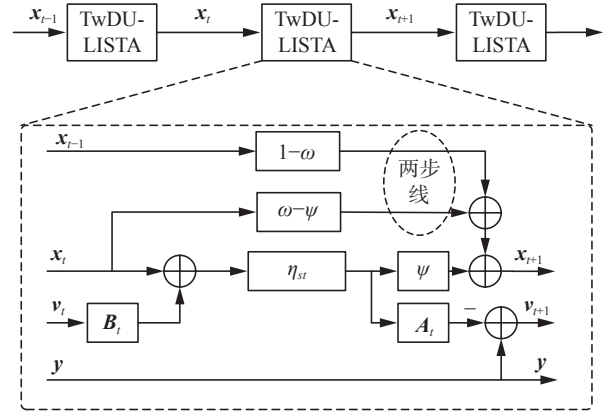 x_{t−1}
TwDU-
LISTA
x_t
TwDU-
LISTA
x_{t+1}
TwDU-
LISTA
x_{t−1}
1−ω
两步
线
ω−ψ
x_t
η_{st}
ψ
x_{t+1}
v_t
B_t
A_t
−
v_{t+1}
y
y